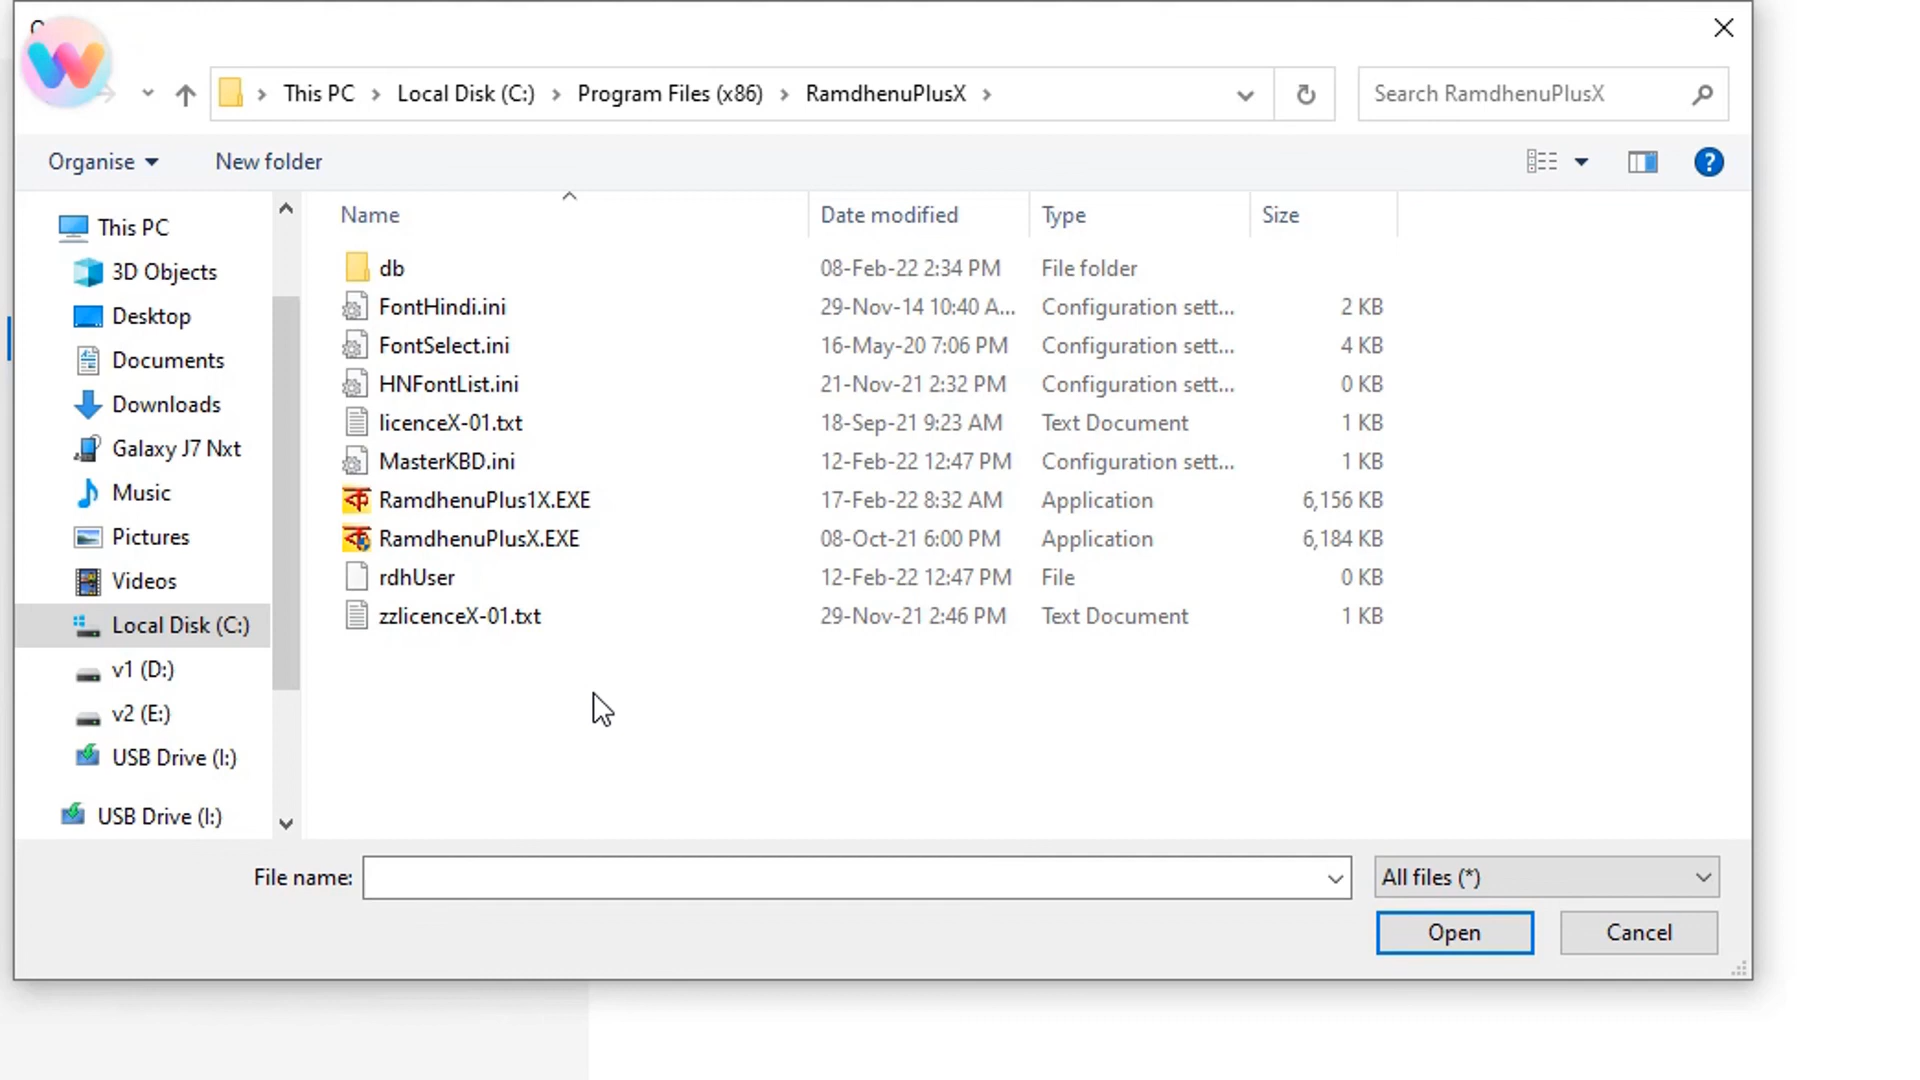 This PC
Local Disk (C:)
Program Files (x86)
RamdhenuPlusX
Search RamdhenuPlusX
Organise
New folder
Name
Date modified
Type
Size
This PC
3D Objects
Desktop
Documents
Downloads
Galaxy J7 Nxt
Music
Pictures
Videos
Local Disk (C:)
v1 (D:)
v2 (E:)
USB Drive (I:)
USB Drive (I:)
db 08-Feb-22 2:34 PM File folder
FontHindi.ini 29-Nov-14 10:40 A... Configuration sett... 2 KB
FontSelect.ini 16-May-20 7:06 PM Configuration sett... 4 KB
HNFontList.ini 21-Nov-21 2:32 PM Configuration sett... 0 KB
licenceX-01.txt 18-Sep-21 9:23 AM Text Document 1 KB
MasterKBD.ini 12-Feb-22 12:47 PM Configuration sett... 1 KB
RamdhenuPlus1X.EXE 17-Feb-22 8:32 AM Application 6,156 KB
RamdhenuPlusX.EXE 08-Oct-21 6:00 PM Application 6,184 KB
rdhUser 12-Feb-22 12:47 PM File 0 KB
zzlicenceX-01.txt 29-Nov-21 2:46 PM Text Document 1 KB
File name:
All files (*)
Open
Cancel